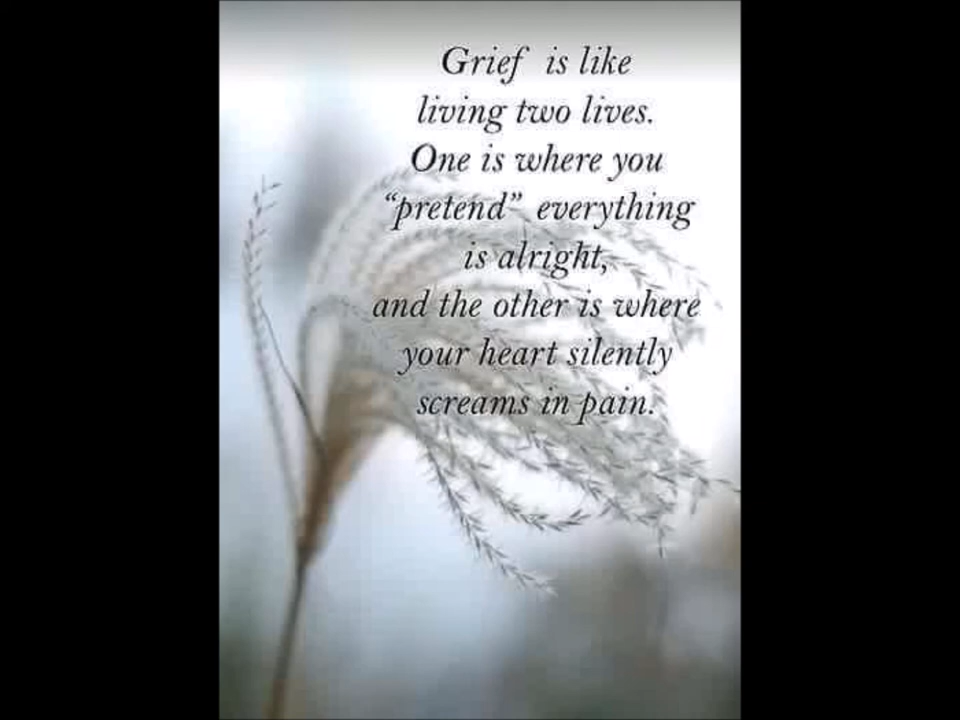 Grief is like
living two lives.
One is where you
“pretend” everything
is alright,
and the other is where
your heart silently
screams in pain.